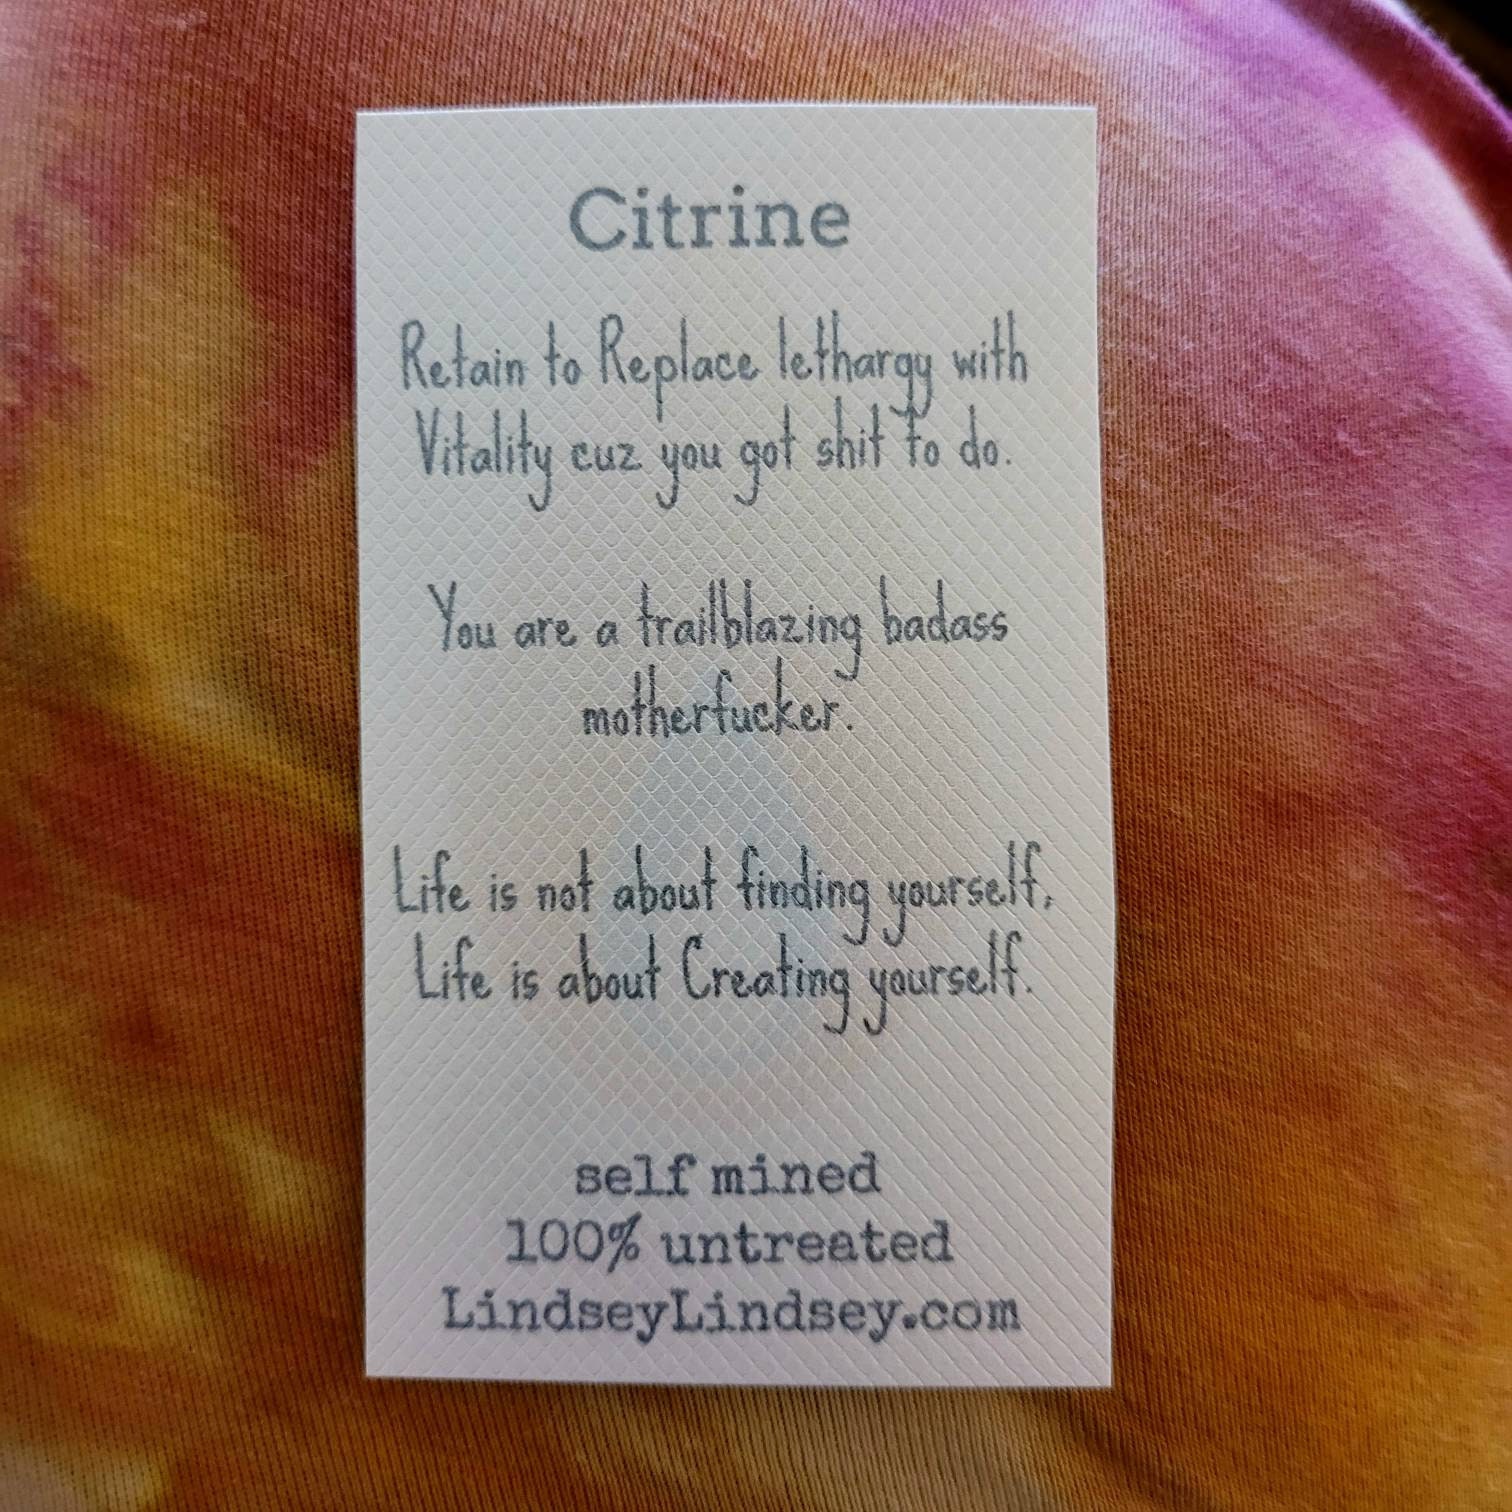 Citrine
Retain to Replace lethargy with
Vitality cuz you got shit to do.
You are a trailblazing badass
motherfucker.
Life is not about finding yourself,
Life is about Creating yourself.
self mined
100% untreated
LindseyLindsey.com